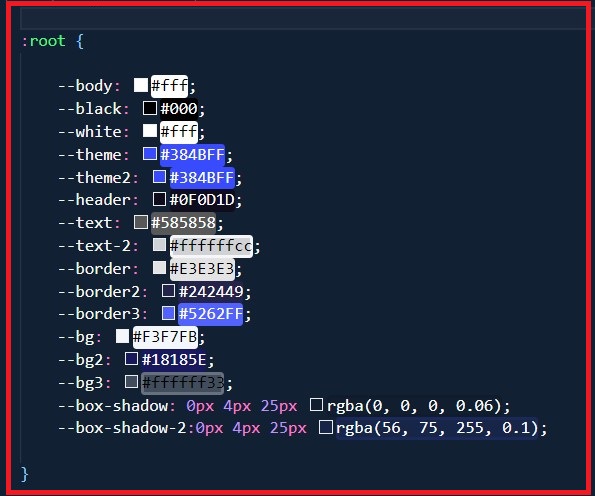 :root {
--body: #fff;
--black: #000;
--white: #fff;
--theme: #384BFF;
--theme2: #384BFF;
--header: #0F0D1D;
--text: #585858;
--text-2: #ffffffcc;
--border: #E3E3E3;
--border2: #242449;
--border3: #5262FF;
--bg: #F3F7FB;
--bg2: #18185E;
--bg3: #ffffff33;
--box-shadow: 0px 4px 25px rgba(0, 0, 0, 0.06);
--box-shadow-2:0px 4px 25px rgba(56, 75, 255, 0.1);
}